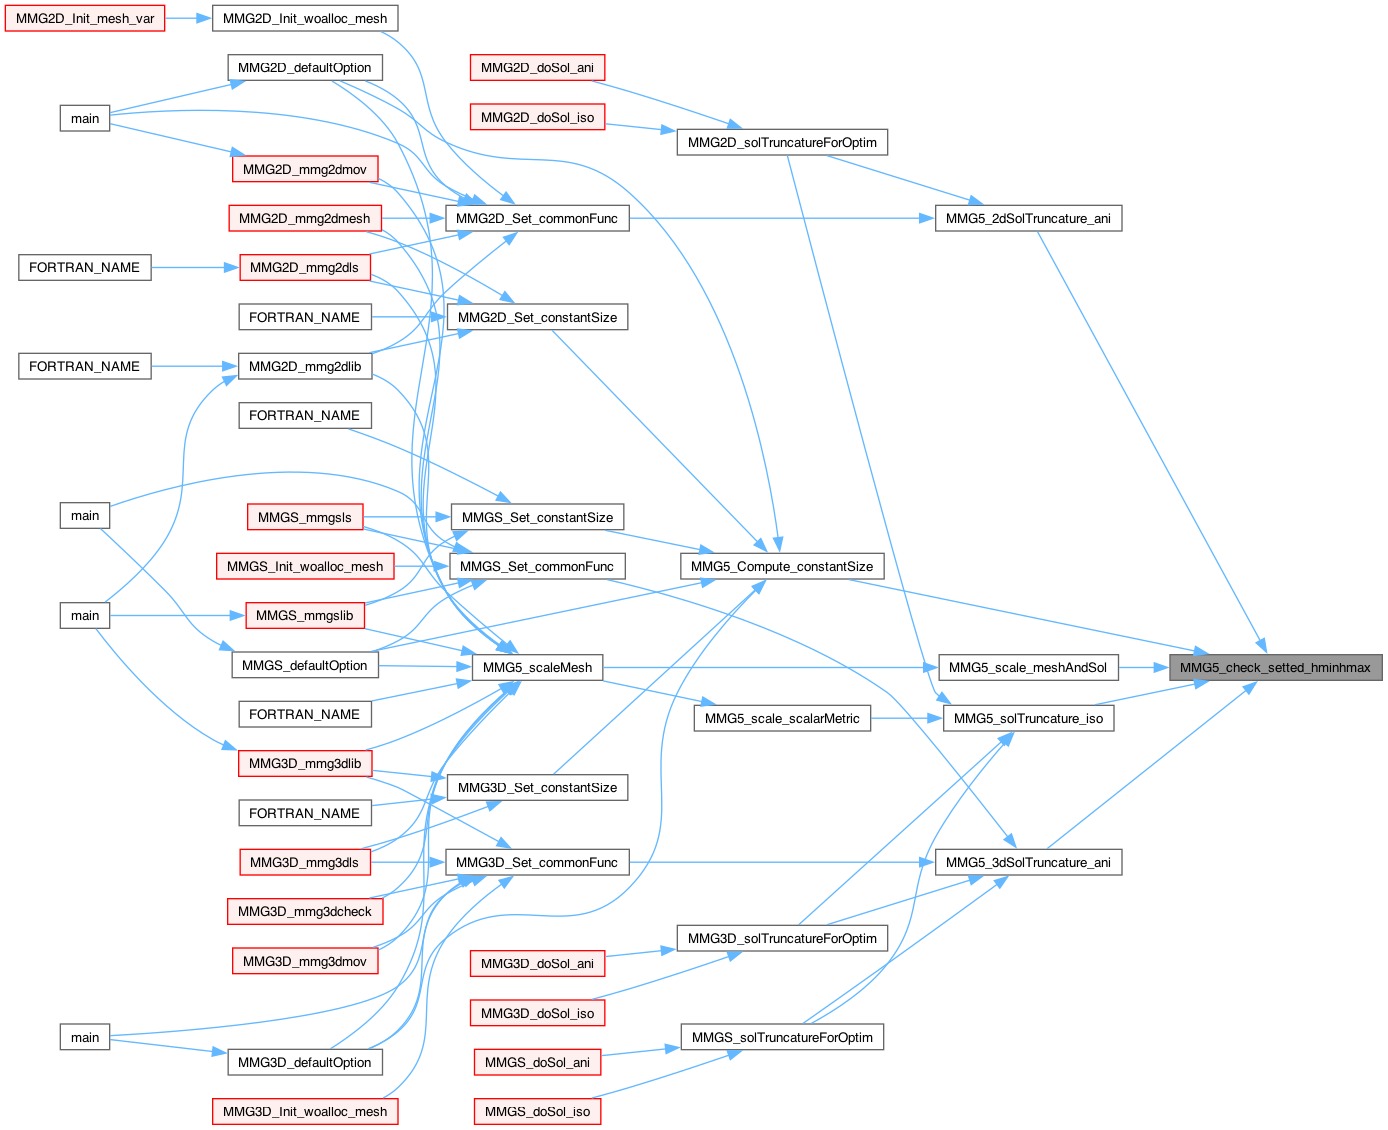 MMG2D_Init_mesh_var
MMG2D_Init_woalloc_mesh
MMG2D_defaultOption
MMG2D_doSol_ani
main
MMG2D_doSol_iso
MMG2D_solTruncatureForOptim
MMG2D_mmg2dmov
MMG2D_mmg2dmesh
MMG2D_Set_commonFunc
MMG5_2dSolTruncature_ani
FORTRAN_NAME
MMG2D_mmg2dls
FORTRAN_NAME
MMG2D_Set_constantSize
FORTRAN_NAME
MMG2D_mmg2dlib
FORTRAN_NAME
main
MMGS_mmgsls
MMGS_Set_constantSize
MMGS_Init_woalloc_mesh
MMGS_Set_commonFunc
MMG5_Compute_constantSize
main
MMGS_mmgslib
MMGS_defaultOption
MMG5_scaleMesh
MMG5_scale_meshAndSol
MMG5_check_setted_hminhmax
FORTRAN_NAME
MMG5_scale_scalarMetric
MMG5_solTruncature_iso
MMG3D_mmg3dlib
MMG3D_Set_constantSize
FORTRAN_NAME
MMG3D_mmg3dls
MMG3D_Set_commonFunc
MMG5_3dSolTruncature_ani
MMG3D_mmg3dcheck
MMG3D_solTruncatureForOptim
MMG3D_mmg3dmov
MMG3D_doSol_ani
MMG3D_doSol_iso
main
MMGS_solTruncatureForOptim
MMG3D_defaultOption
MMGS_doSol_ani
MMG3D_Init_woalloc_mesh
MMGS_doSol_iso